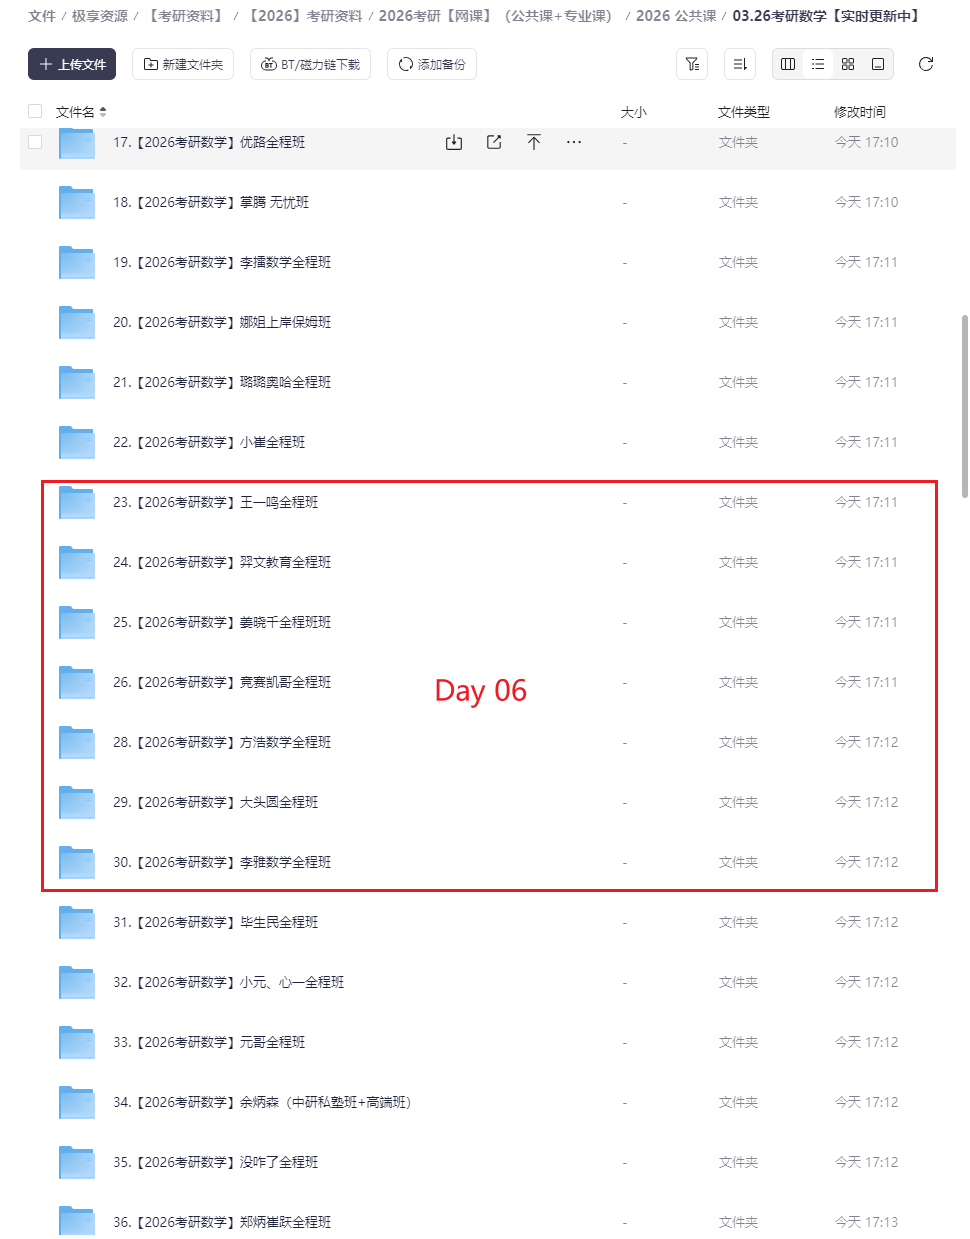 文件 / 极享资源 / 【考研资料】 / 【2026】考研资料 / 2026考研【网课】（公共课+专业课） / 2026 公共课 / 03.26考研数学【实时更新中】
上传文件 新建文件夹 BT/磁力链下载 添加备份
文件名 大小 文件类型 修改时间
17.【2026考研数学】优路全程班 - 文件夹 今天 17:10
18.【2026考研数学】掌腾 无忧班 - 文件夹 今天 17:10
19.【2026考研数学】李擂数学全程班 - 文件夹 今天 17:11
20.【2026考研数学】娜姐上岸保姆班 - 文件夹 今天 17:11
21.【2026考研数学】璐璐奥哈全程班 - 文件夹 今天 17:11
22.【2026考研数学】小崔全程班 - 文件夹 今天 17:11
23.【2026考研数学】王一鸣全程班 - 文件夹 今天 17:11
24.【2026考研数学】羿文教育全程班 - 文件夹 今天 17:11
25.【2026考研数学】姜晓千全程班班 - 文件夹 今天 17:11
26.【2026考研数学】竞赛凯哥全程班 - 文件夹 今天 17:11
Day 06
28.【2026考研数学】方浩数学全程班 - 文件夹 今天 17:12
29.【2026考研数学】大头圆全程班 - 文件夹 今天 17:12
30.【2026考研数学】李雅数学全程班 - 文件夹 今天 17:12
31.【2026考研数学】毕生民全程班 - 文件夹 今天 17:12
32.【2026考研数学】小元、心一全程班 - 文件夹 今天 17:12
33.【2026考研数学】元哥全程班 - 文件夹 今天 17:12
34.【2026考研数学】余炳森（中研私塾班+高端班） - 文件夹 今天 17:12
35.【2026考研数学】没咋了全程班 - 文件夹 今天 17:12
36.【2026考研数学】郑炳崔跃全程班 - 文件夹 今天 17:13